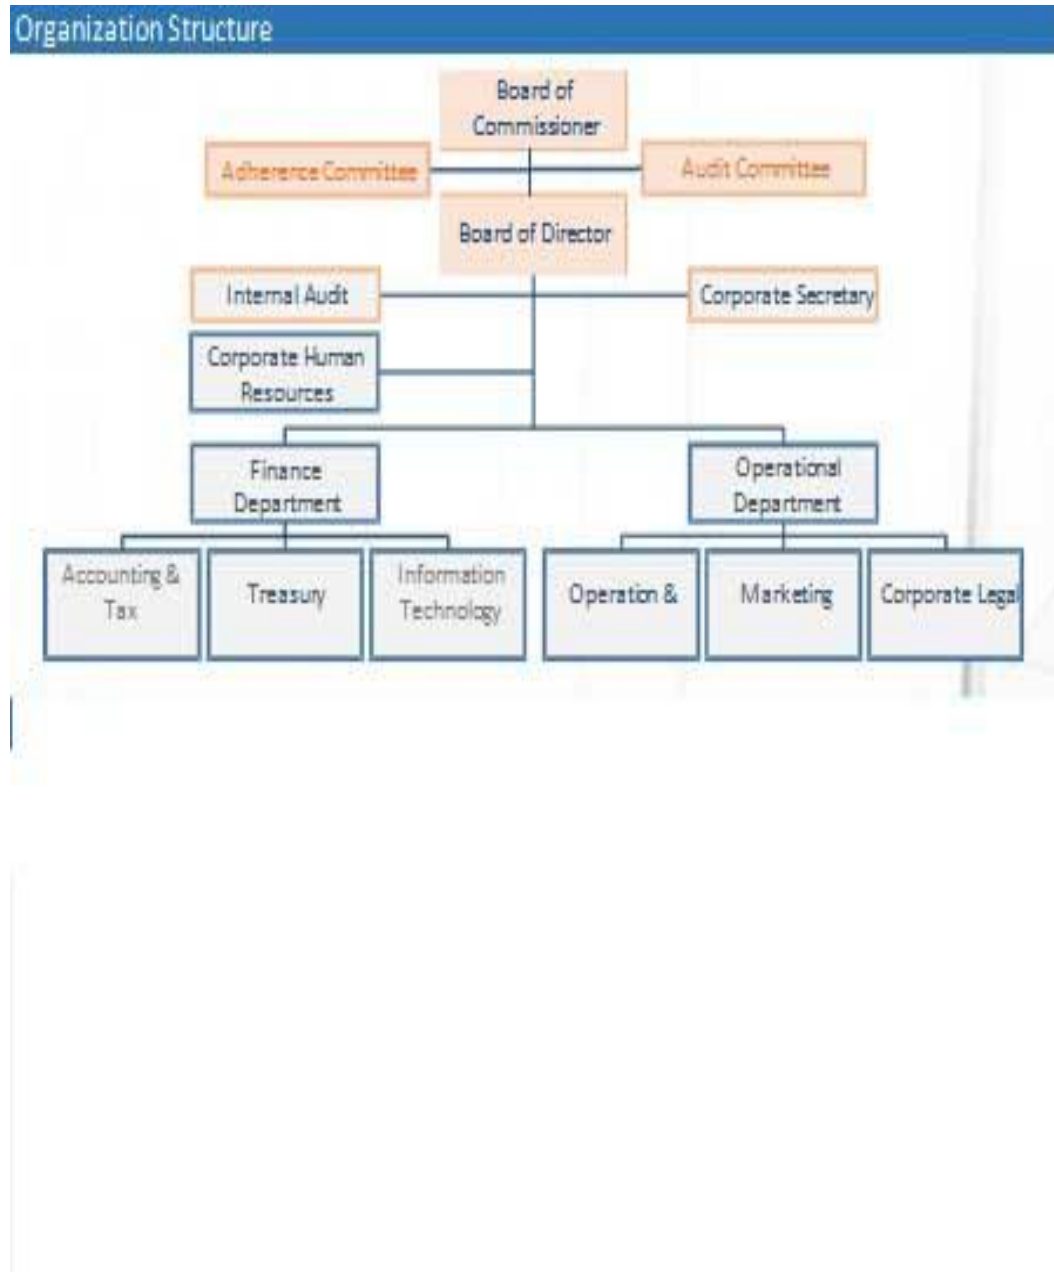 Organization Structure
Board of
Commissioner
Adherence Committee
Audit Committee
Board of Director
Internal Audit
Corporate Secretary
Corporate Human
Resources
Finance
Department
Operational
Department
Accounting &
Tax
Treasury
Information
Technology
Operation &
Marketing
Corporate Legal